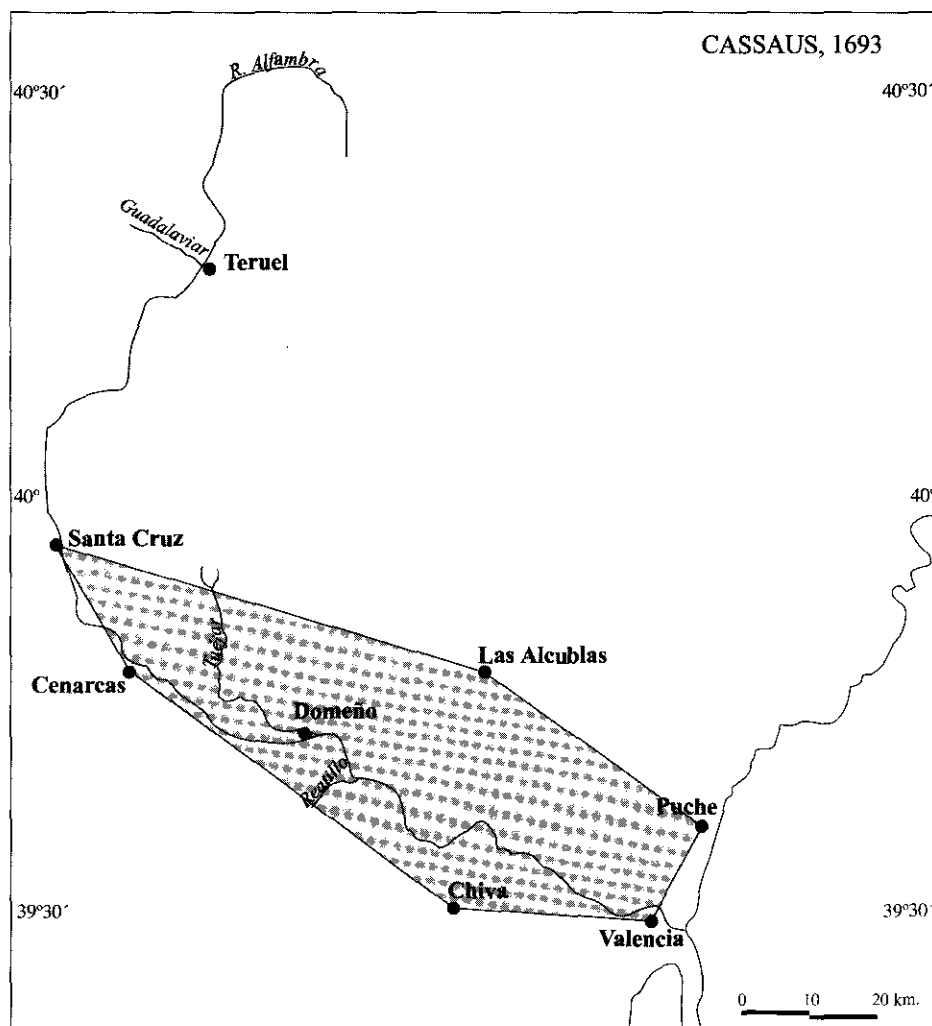 CASSAUS, 1693
R. Alfambra
40°30´ 40°30´
Guadalaviar
Teruel
40° 40°
Santa Cruz
Tuejar
Las Alcublas
Cenarcas
Domeño
Reatillo
Puche
Chiva
39°30´ 39°30´
Valencia
0 10 20 km.